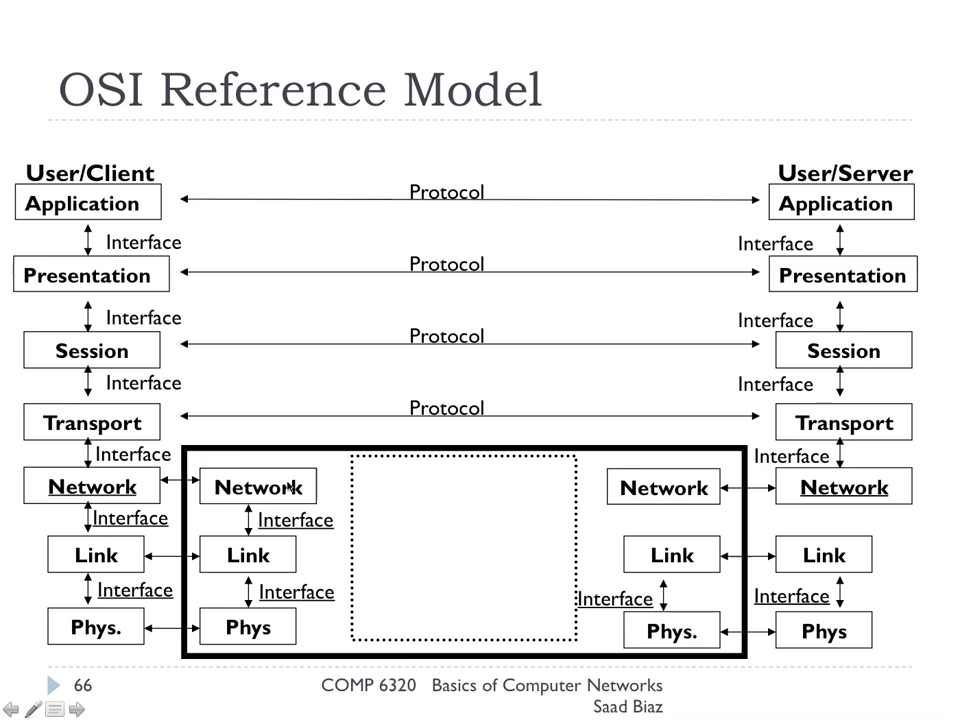 OSI Reference Model
User/Client User/Server
Application Protocol Application
Interface Interface
Presentation Protocol Presentation
Interface Interface
Session Protocol Session
Interface Interface
Transport Protocol Transport
Interface Interface
Network Network Network Network
Interface Interface
Link Link Link Link
Interface Interface Interface Interface
Phys. Phys Phys. Phys
66 COMP 6320 Basics of Computer Networks
Saad Biaz